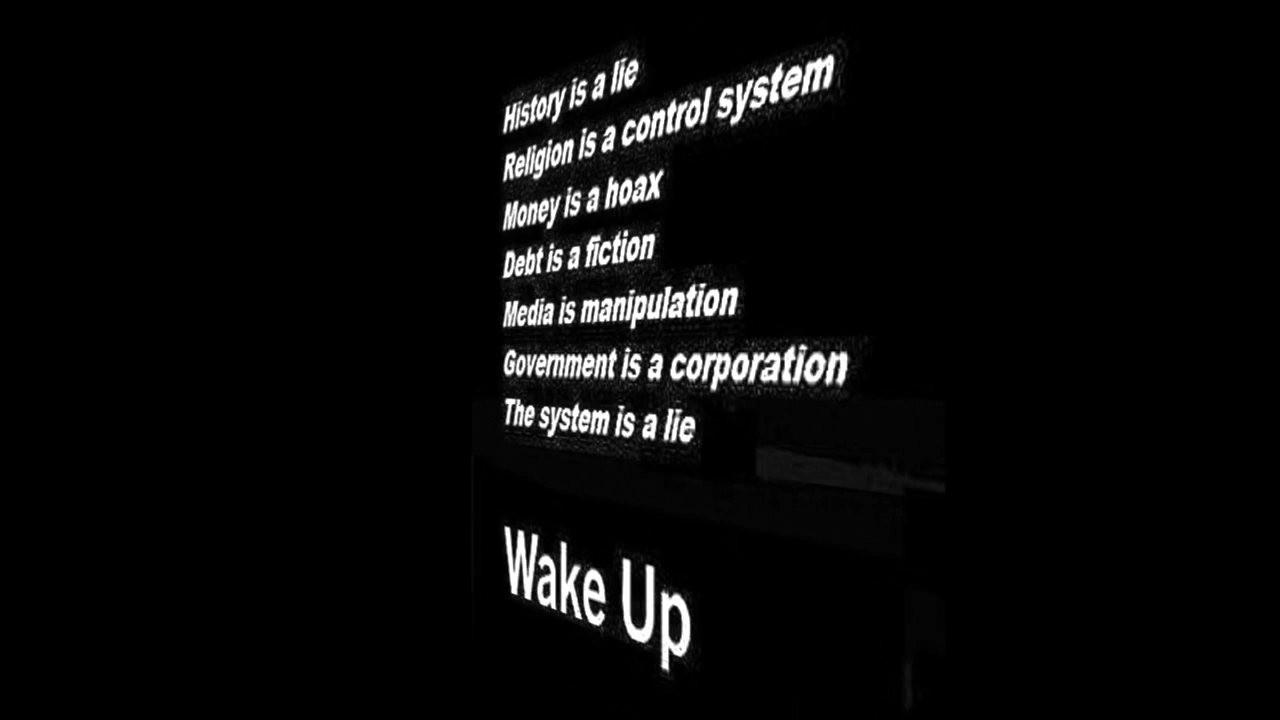 History is a lie
Religion is a control system
Money is a hoax
Debt is a fiction
Media is manipulation
Government is a corporation
The system is a lie
Wake Up